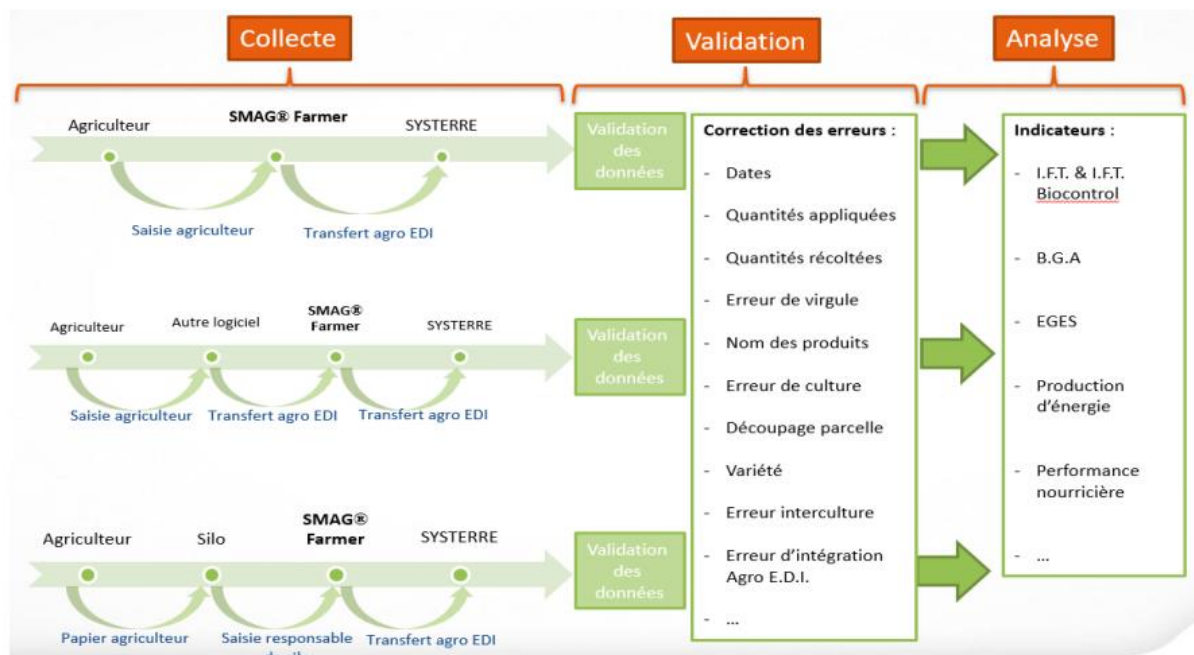 Collecte
Validation
Analyse
Agriculteur
SMAG® Farmer
SYSTERRE
Saisie agriculteur
Transfert agro EDI
Agriculteur
Autre logiciel
SMAG®
Farmer
SYSTERRE
Saisie agriculteur
Transfert agro EDI
Transfert agro EDI
Agriculteur
Silo
SMAG®
Farmer
SYSTERRE
Papier agriculteur
Saisie responsable
Transfert agro EDI
Validation
des
données
Validation
des
données
Validation
des
données
Correction des erreurs :
- Dates
- Quantités appliquées
- Quantités récoltées
- Erreur de virgule
- Nom des produits
- Erreur de culture
- Découpage parcelle
- Variété
- Erreur interculture
- Erreur d'intégration
Agro E.D.I.
- ...
Indicateurs :
- I.F.T. & I.F.T.
Biocontrol
- B.G.A
- EGES
- Production
d'énergie
- Performance
nourricière
- ...